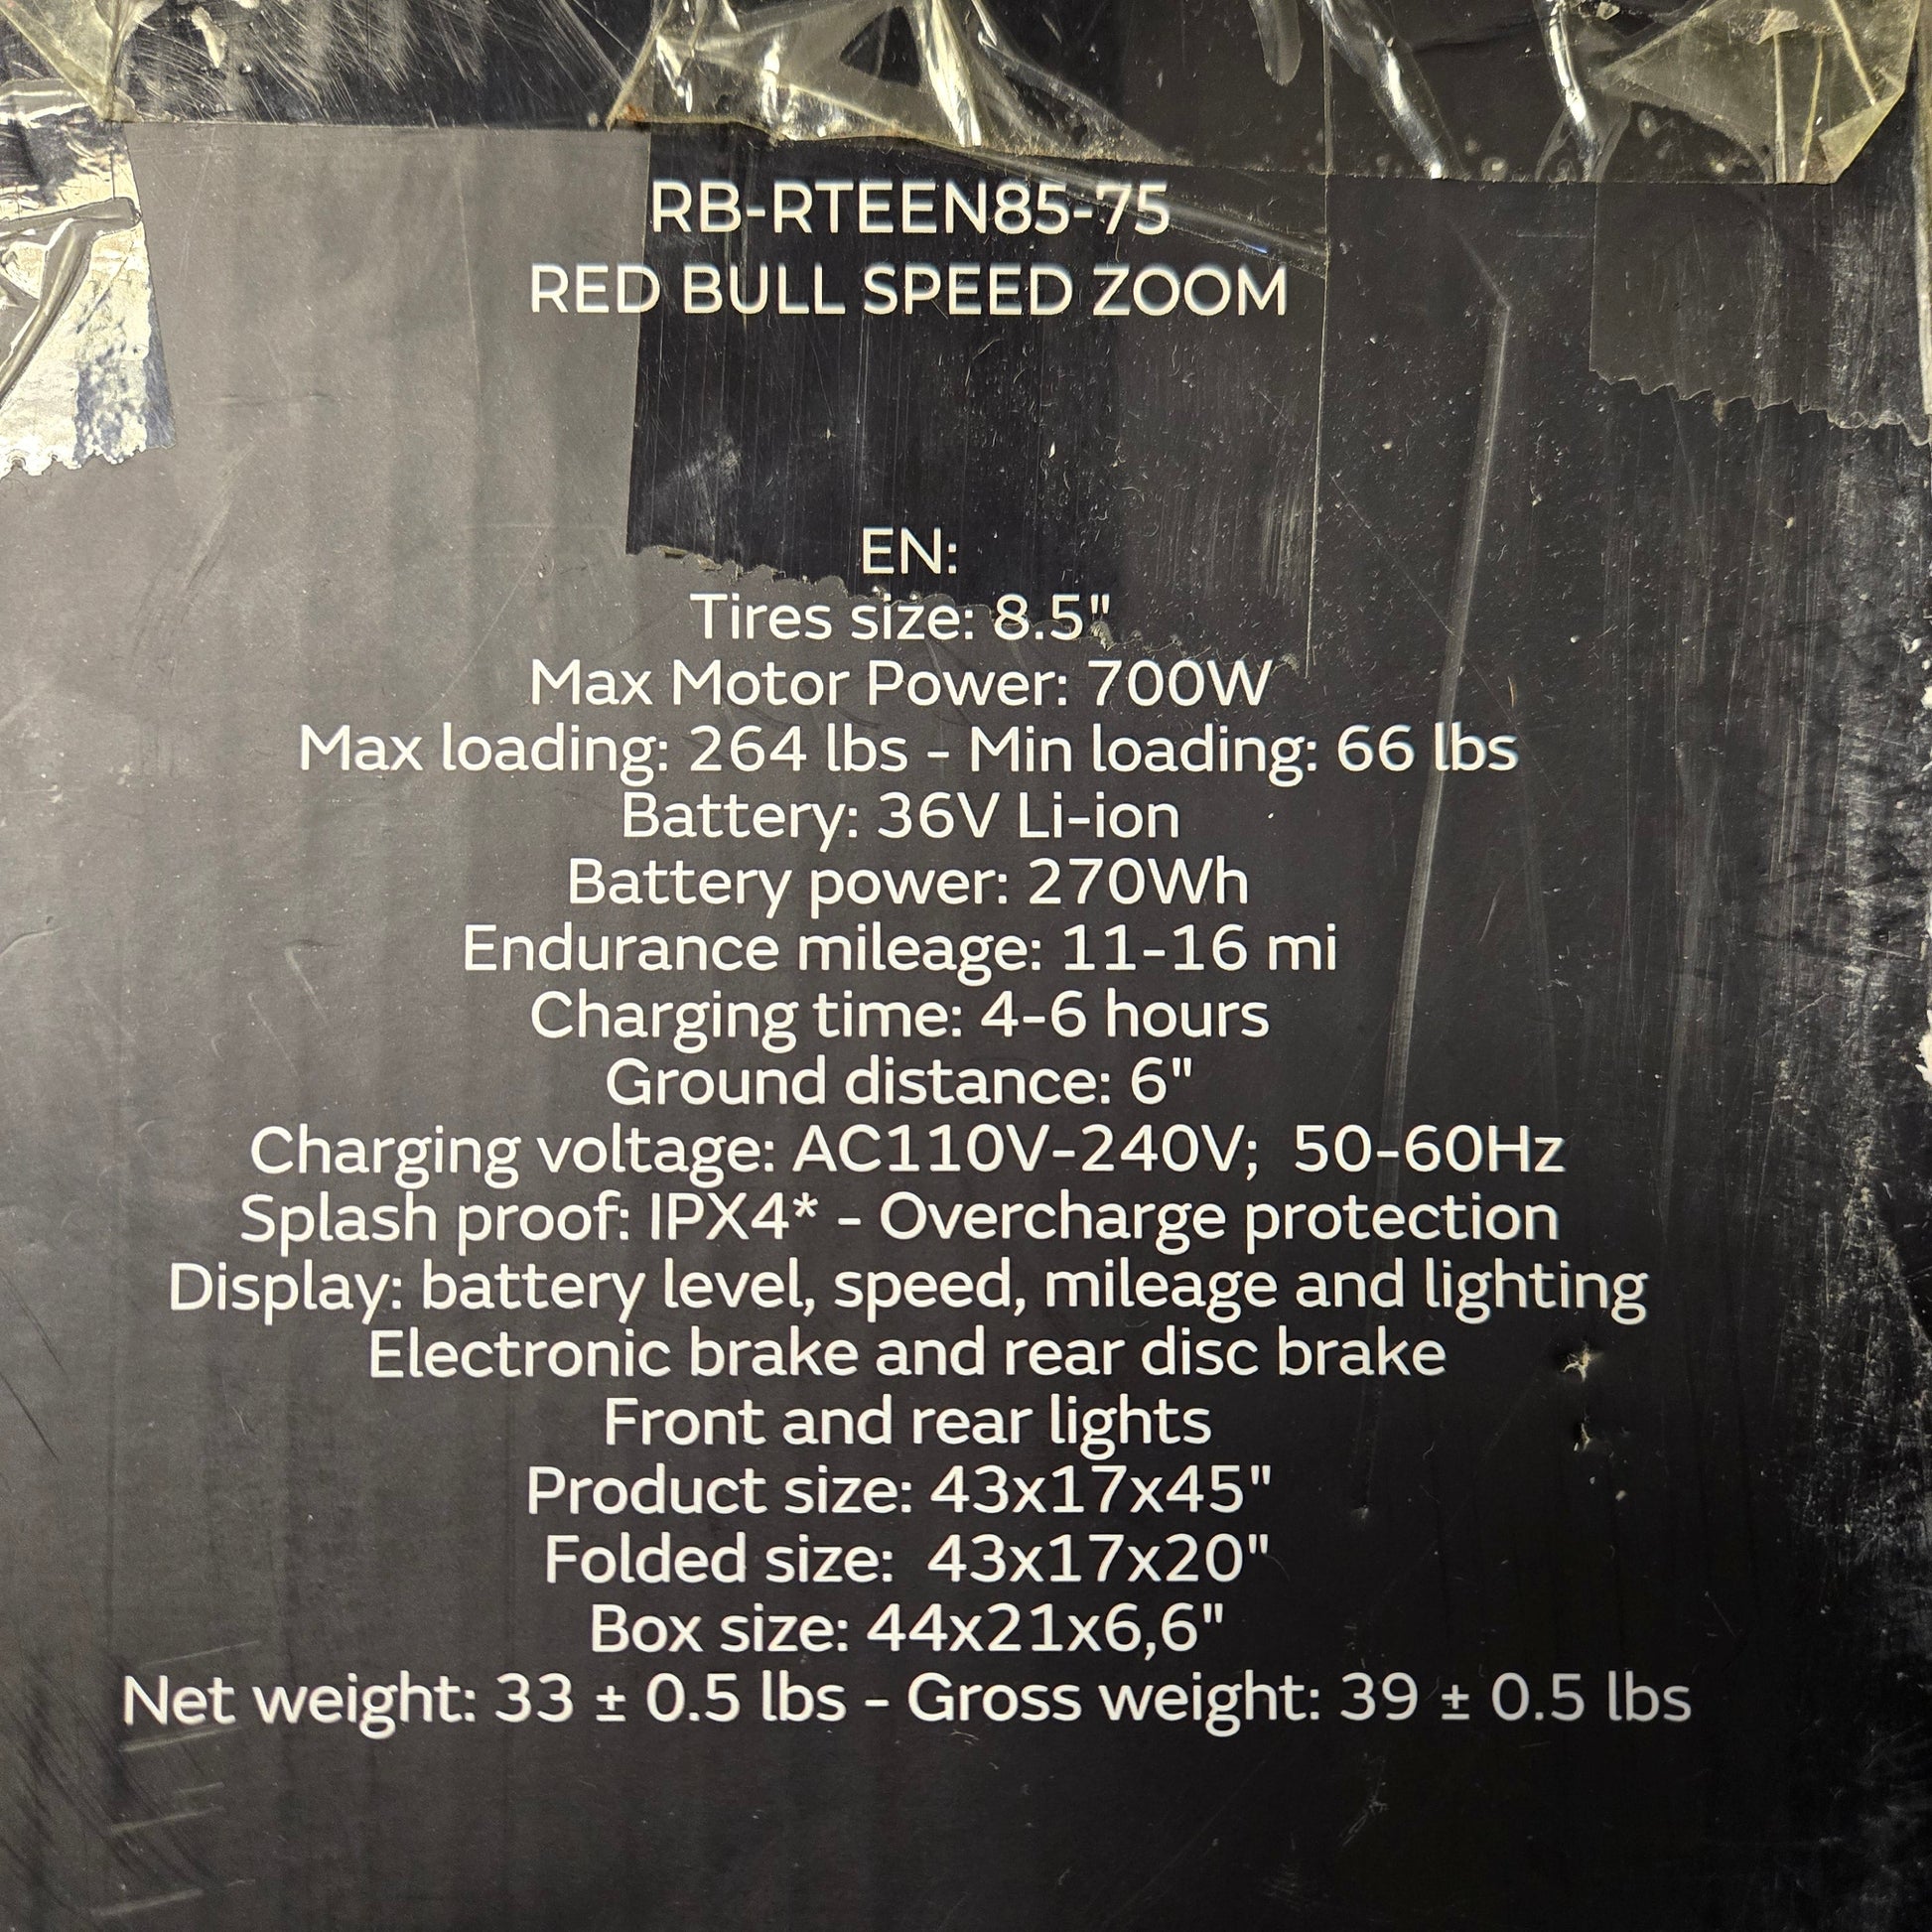 RB-RTEEN85-75
RED BULL SPEED ZOOM
EN:
Tires size: 8.5"
Max Motor Power: 700W
Max loading: 264 lbs - Min loading: 66 lbs
Battery: 36V Li-ion
Battery power: 270Wh
Endurance mileage: 11-16 mi
Charging time: 4-6 hours
Ground distance: 6"
Charging voltage: AC110V-240V;  50-60Hz
Splash proof: IPX4* - Overcharge protection
Display: battery level, speed, mileage and lighting
Electronic brake and rear disc brake
Front and rear lights
Product size: 43x17x45"
Folded size:  43x17x20"
Box size: 44x21x6,6"
Net weight: 33 ± 0.5 lbs - Gross weight: 39 ± 0.5 lbs